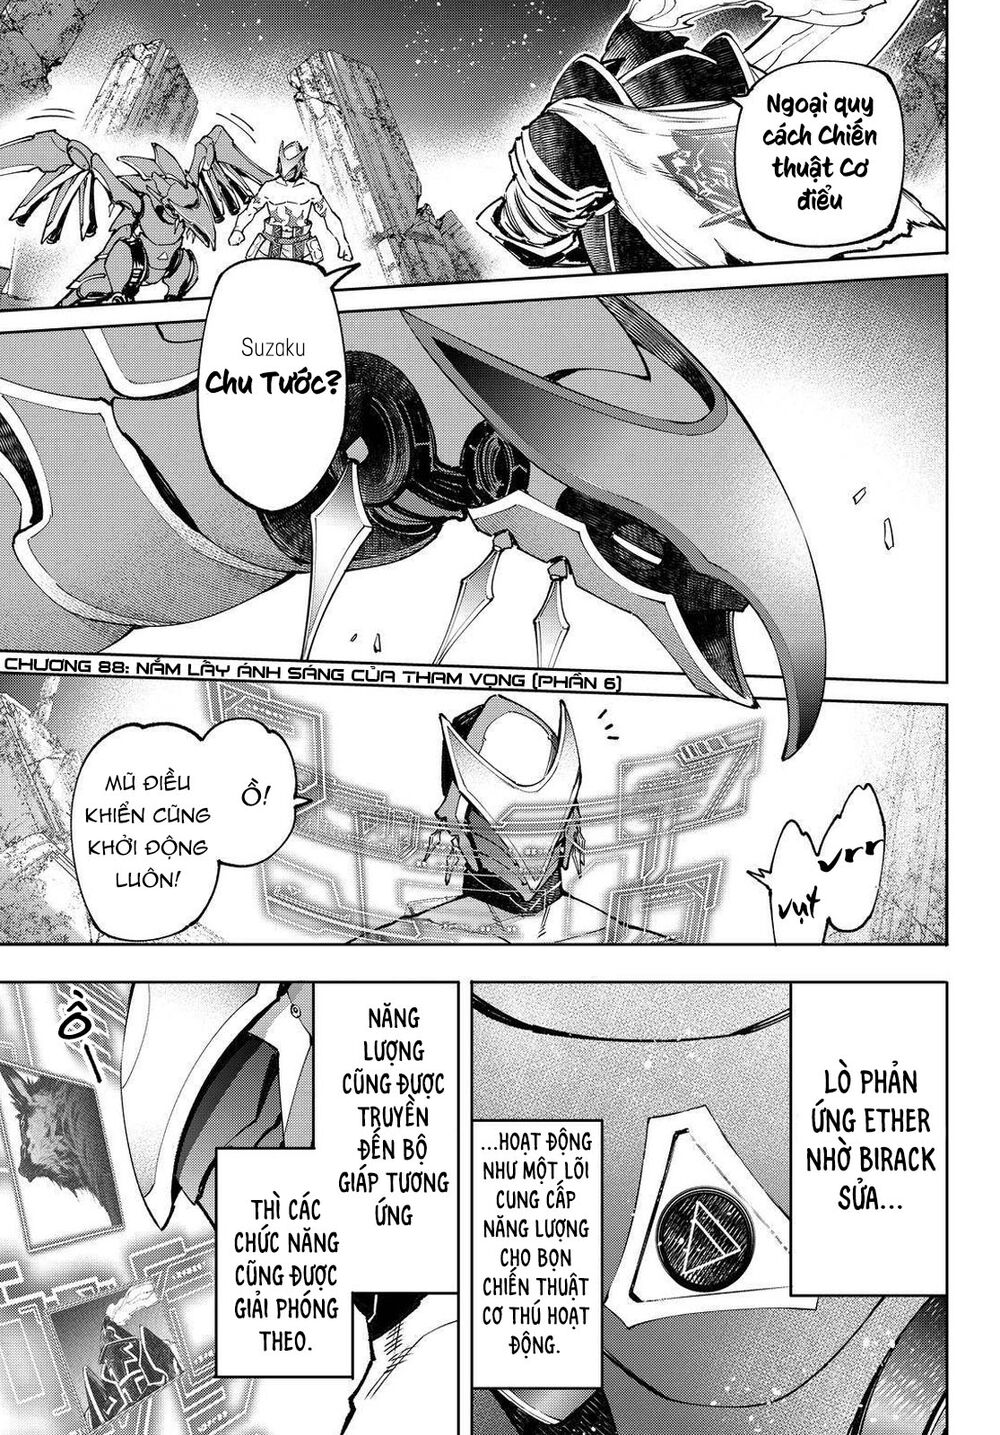 Ngoại quy
cách Chiến
thuật Cơ
điểu
Suzaku
Chu Tước?
CHƯƠNG 88: NẮM LẤY ÁNH SÁNG CỦA THAM VỌNG (PHẦN 6)
vrr
vụt
Ồ!
MŨ ĐIỀU
KHIỂN CŨNG
KHỞI ĐỘNG
LUÔN!
LÒ PHẢN
ỨNG ETHER
NHỜ BIRACK
SỬA...
...HOẠT ĐỘNG
NHƯ MỘT LÕI
CUNG CẤP
NĂNG LƯỢNG
CHO BỌN
CHIẾN THUẬT
CƠ THÚ HOẠT
ĐỘNG.
NĂNG
LƯỢNG
CŨNG ĐƯỢC
TRUYỀN
ĐẾN BỘ
GIÁP TƯƠNG
ỨNG
THÌ CÁC
CHỨC NĂNG
CŨNG ĐƯỢC
GIẢI PHÓNG
THEO.
Ồ-